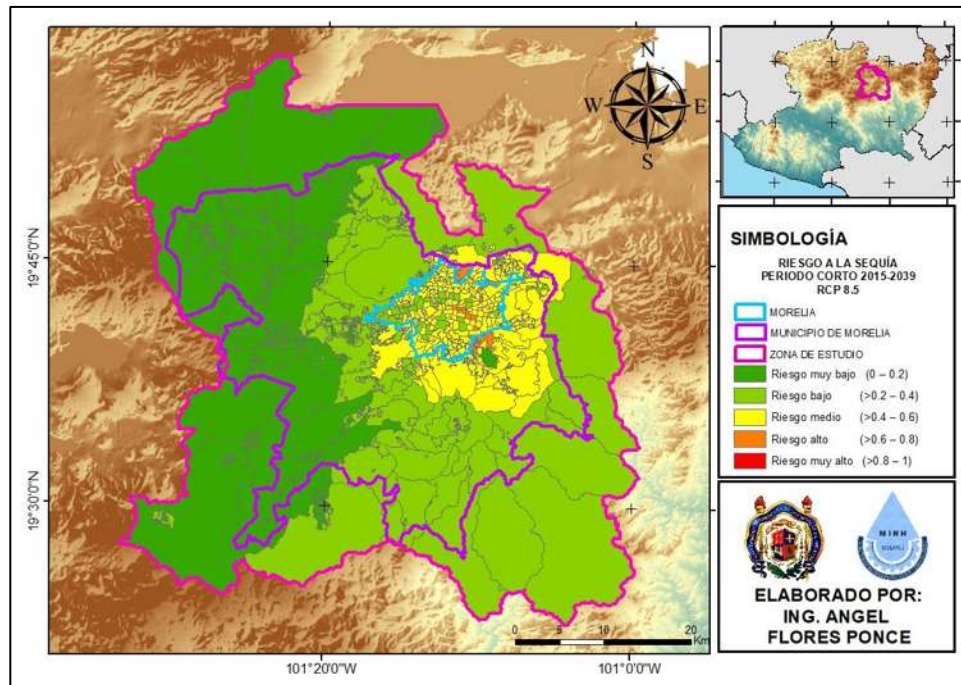 N
W
E
S
19°45'0"N
19°30'0"N
101°20'0"W
101°0'0"W
0
5
10
20
Km
SIMBOLOGÍA
RIESGO A LA SEQUÍA
PERIODO CORTO 2015-2039
RCP 8.5
MORELIA
MUNICIPIO DE MORELIA
ZONA DE ESTUDIO
Riesgo muy bajo (0 – 0.2)
Riesgo bajo (>0.2 – 0.4)
Riesgo medio (>0.4 – 0.6)
Riesgo alto (>0.6 – 0.8)
Riesgo muy alto (>0.8 – 1)
MIRH
ELABORADO POR:
ING. ANGEL
FLORES PONCE